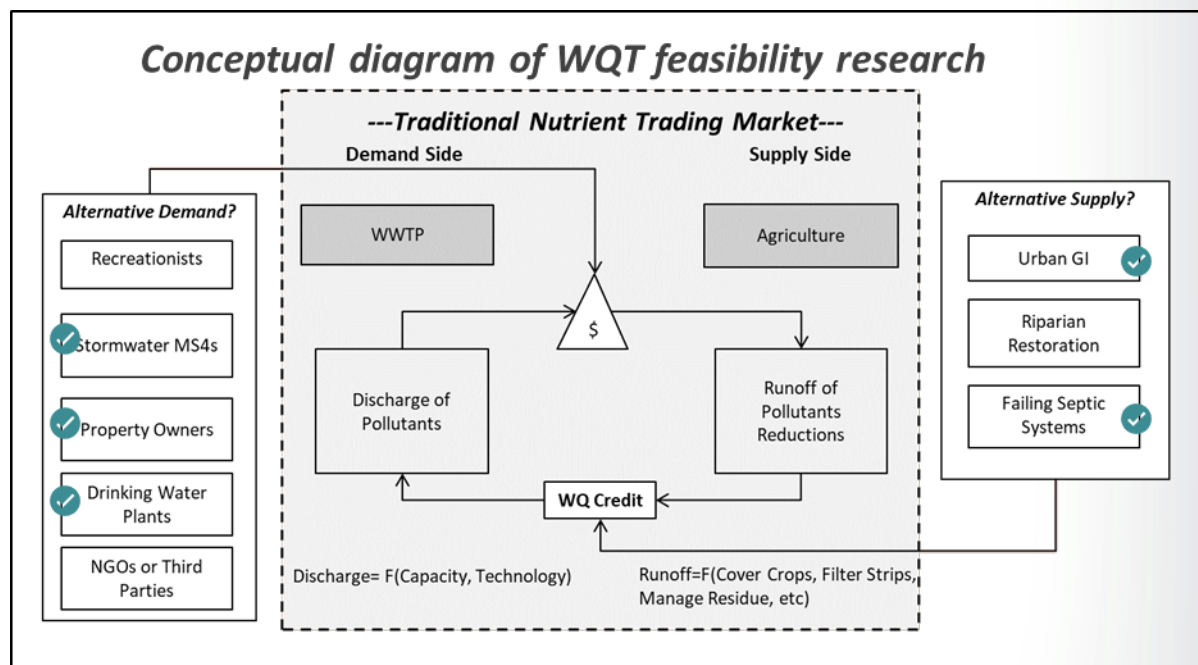 Conceptual diagram of WQT feasibility research
---Traditional Nutrient Trading Market---
Demand Side
Supply Side
Alternative Demand?
Recreationists
Stormwater MS4s
Property Owners
Drinking Water
Plants
NGOs or Third
Parties
WWTP
Agriculture
$
Discharge of
Pollutants
Runoff of
Pollutants
Reductions
WQ Credit
Discharge= F(Capacity, Technology)
Runoff=F(Cover Crops, Filter Strips,
Manage Residue, etc)
Alternative Supply?
Urban GI
Riparian
Restoration
Failing Septic
Systems